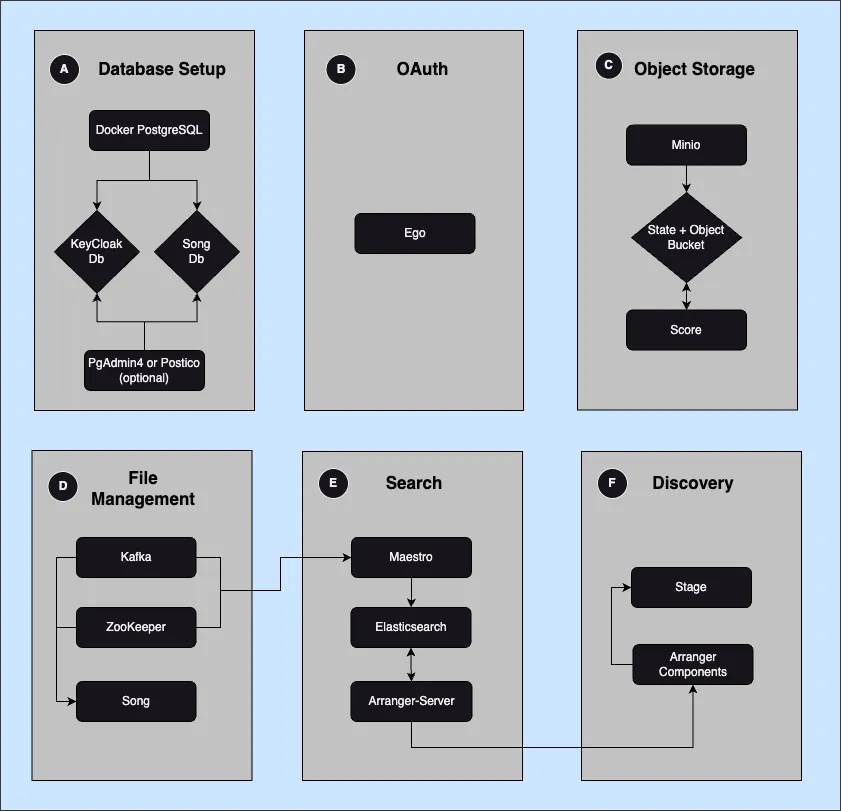 A
Database Setup
Docker PostgreSQL
KeyCloak
Db
Song
Db
PgAdmin4 or Postico
(optional)
B
OAuth
Ego
C
Object Storage
Minio
State + Object
Bucket
Score
D
File
Management
Kafka
ZooKeeper
Song
E
Search
Maestro
Elasticsearch
Arranger-Server
F
Discovery
Stage
Arranger
Components